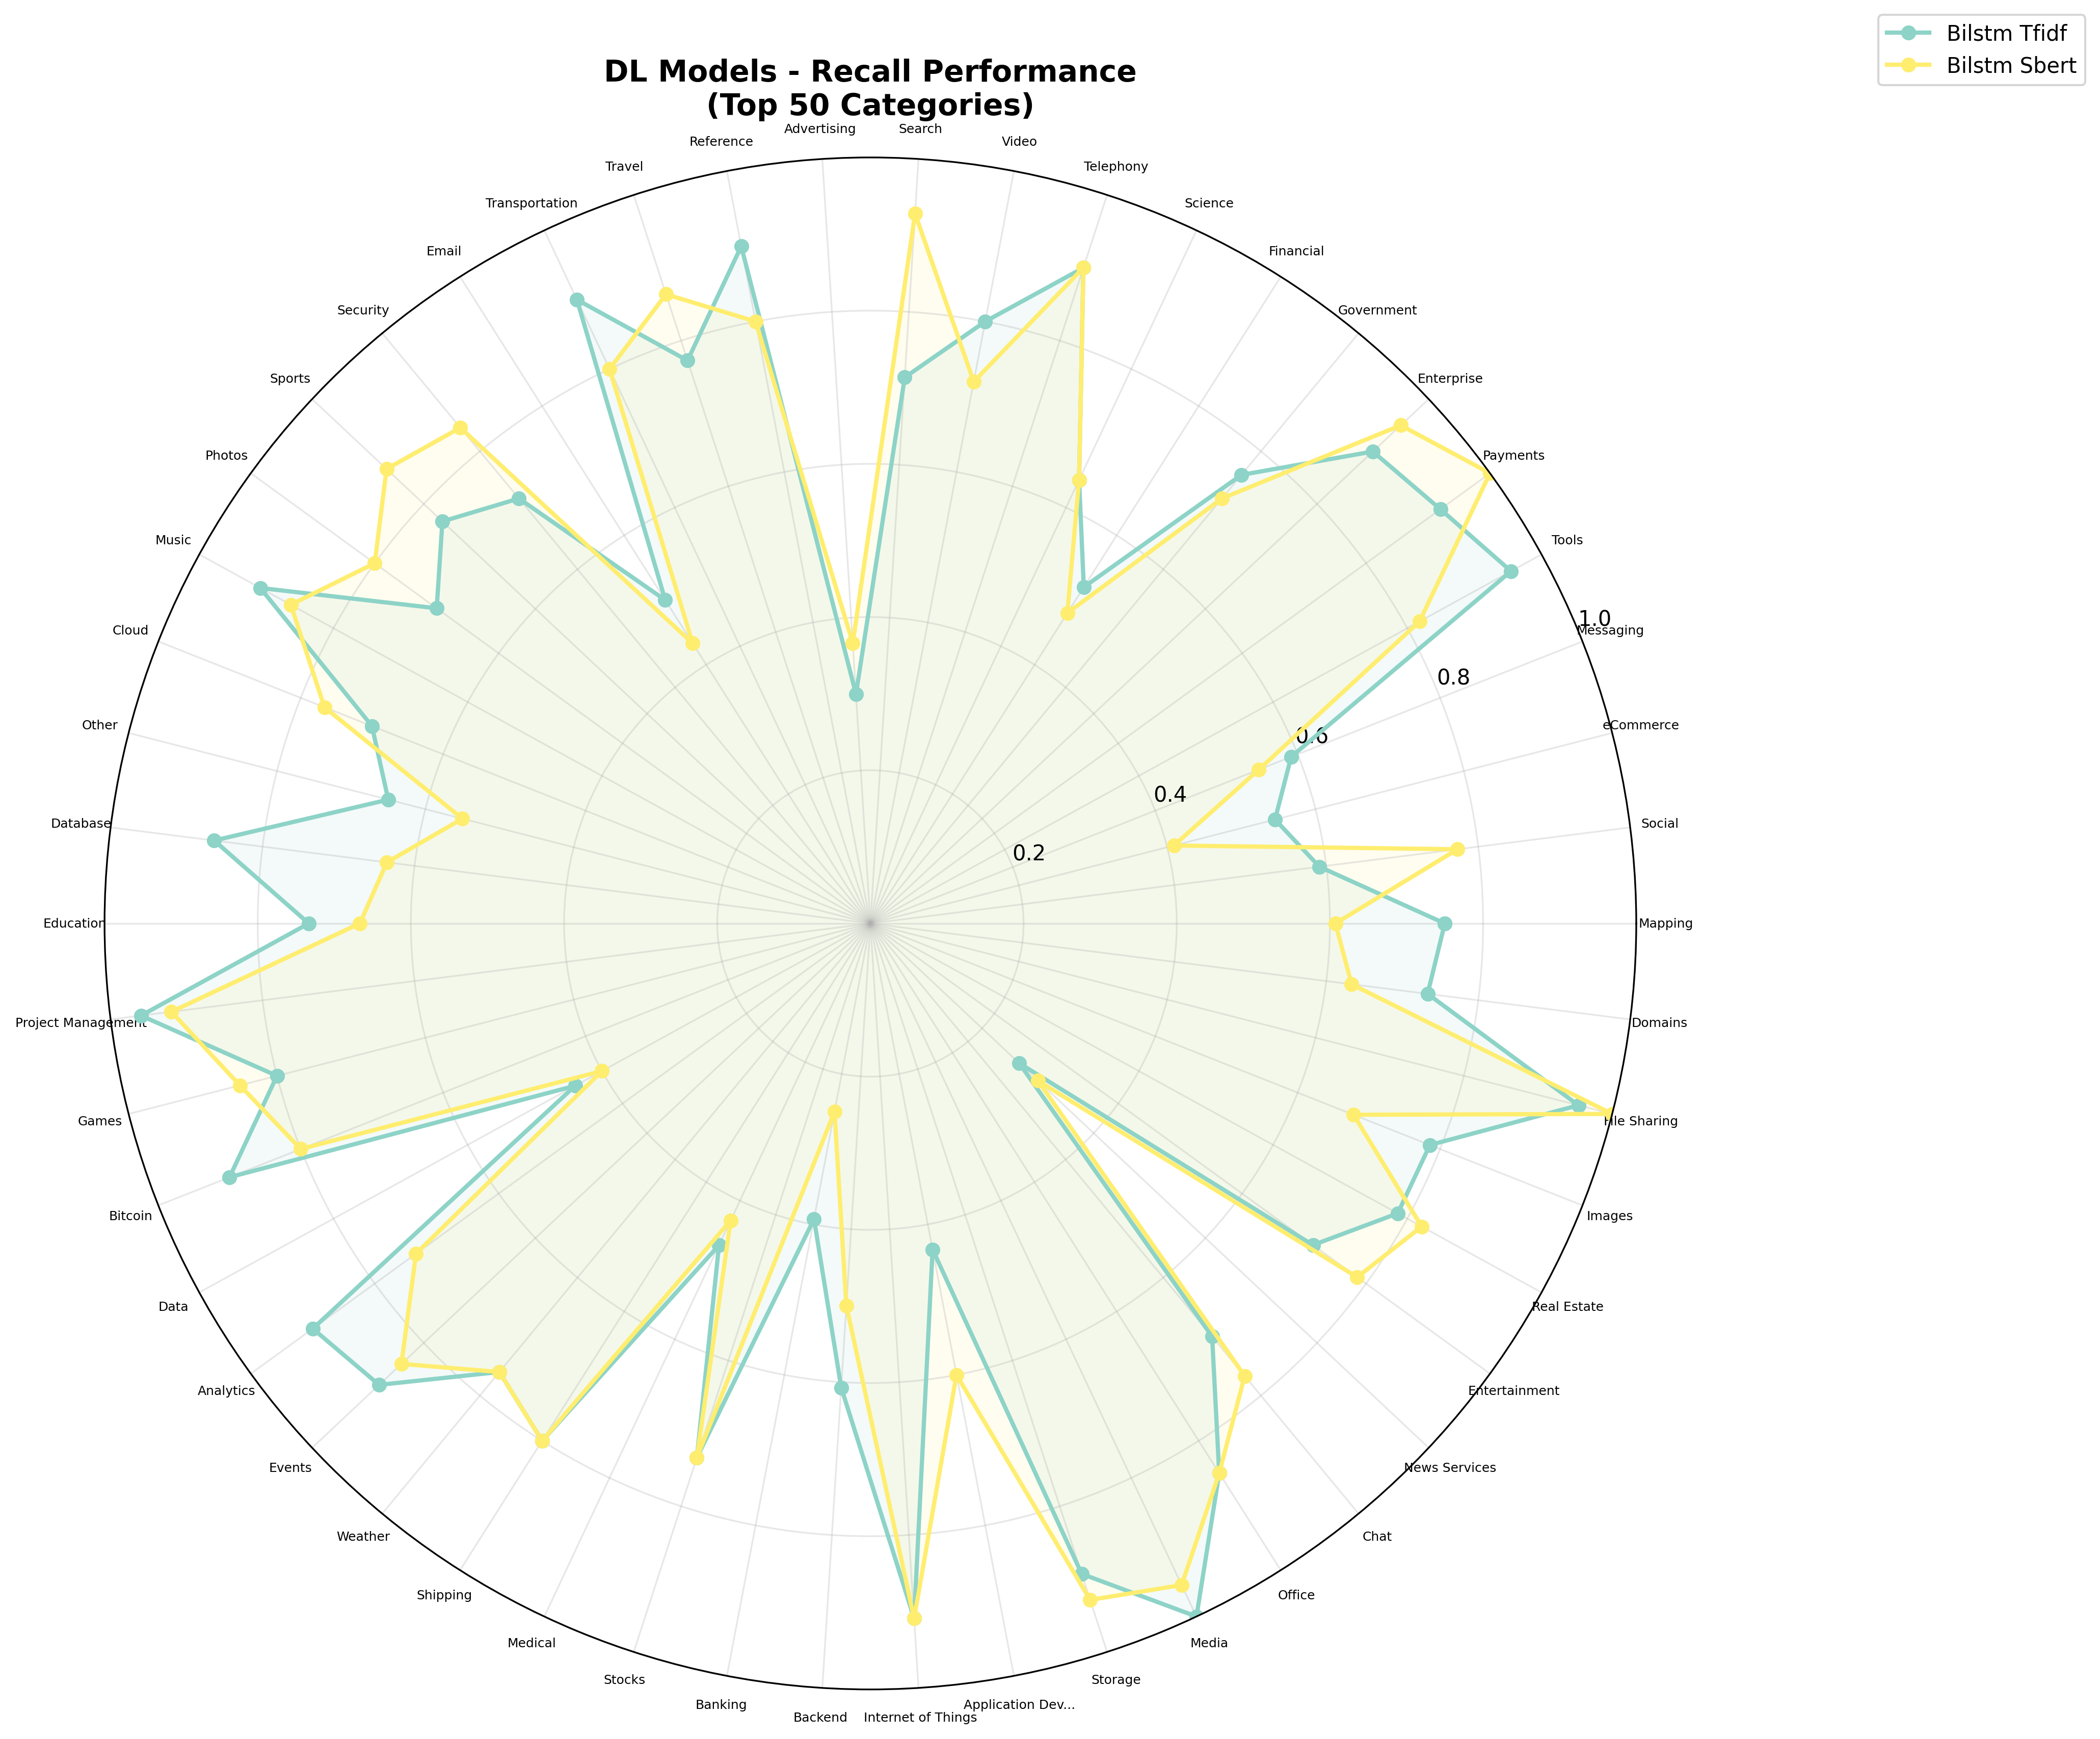 DL Models - Recall Performance
(Top 50 Categories)
Bilstm Tfidf
Bilstm Sbert
Advertising
Search
Reference
Video
Travel
Telephony
Transportation
Science
Email
Financial
Security
Government
Sports
Enterprise
Photos
Payments
Music
Tools
Cloud
Messaging
Other
eCommerce
Database
Social
Education
Mapping
Project Management
Domains
Games
File Sharing
Bitcoin
Images
Data
Real Estate
Analytics
Entertainment
Events
News Services
Weather
Chat
Shipping
Office
Medical
Media
Stocks
Storage
Banking
Application Dev...
Backend
Internet of Things
1.0
0.8
0.6
0.4
0.2